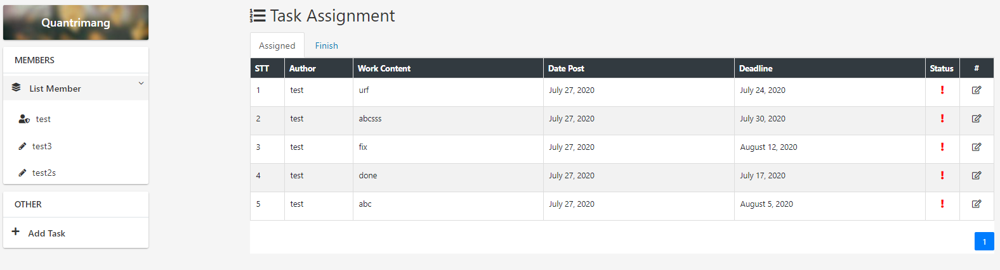 Quantrimang
MEMBERS
List Member
test
test3
test2s
OTHER
Add Task
Task Assignment
Assigned Finish
STT Author Work Content Date Post Deadline Status #
1 test urf July 27, 2020 July 24, 2020
2 test abcsss July 27, 2020 July 30, 2020
3 test fix July 27, 2020 August 12, 2020
4 test done July 27, 2020 July 17, 2020
5 test abc July 27, 2020 August 5, 2020
1